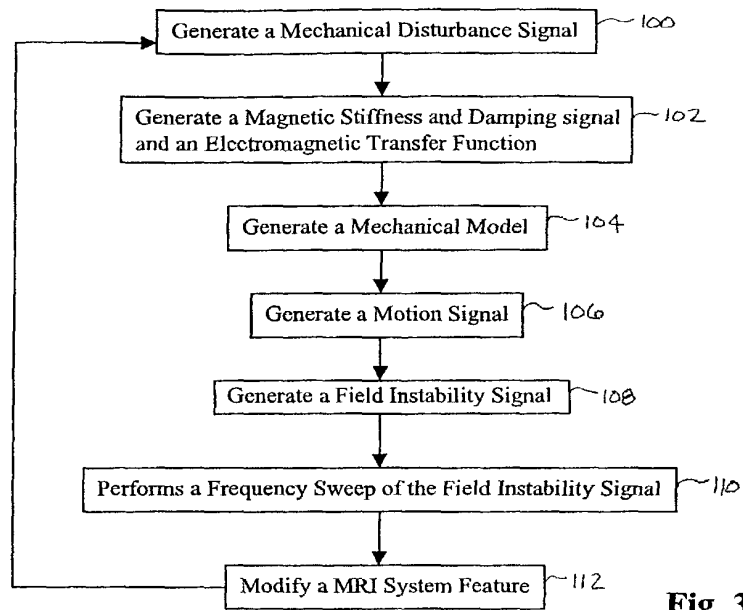 Generate a Mechanical Disturbance Signal 100
Generate a Magnetic Stiffness and Damping signal
and an Electromagnetic Transfer Function 102
Generate a Mechanical Model 104
Generate a Motion Signal 106
Generate a Field Instability Signal 108
Performs a Frequency Sweep of the Field Instability Signal 110
Modify a MRI System Feature 112
Fig. 3